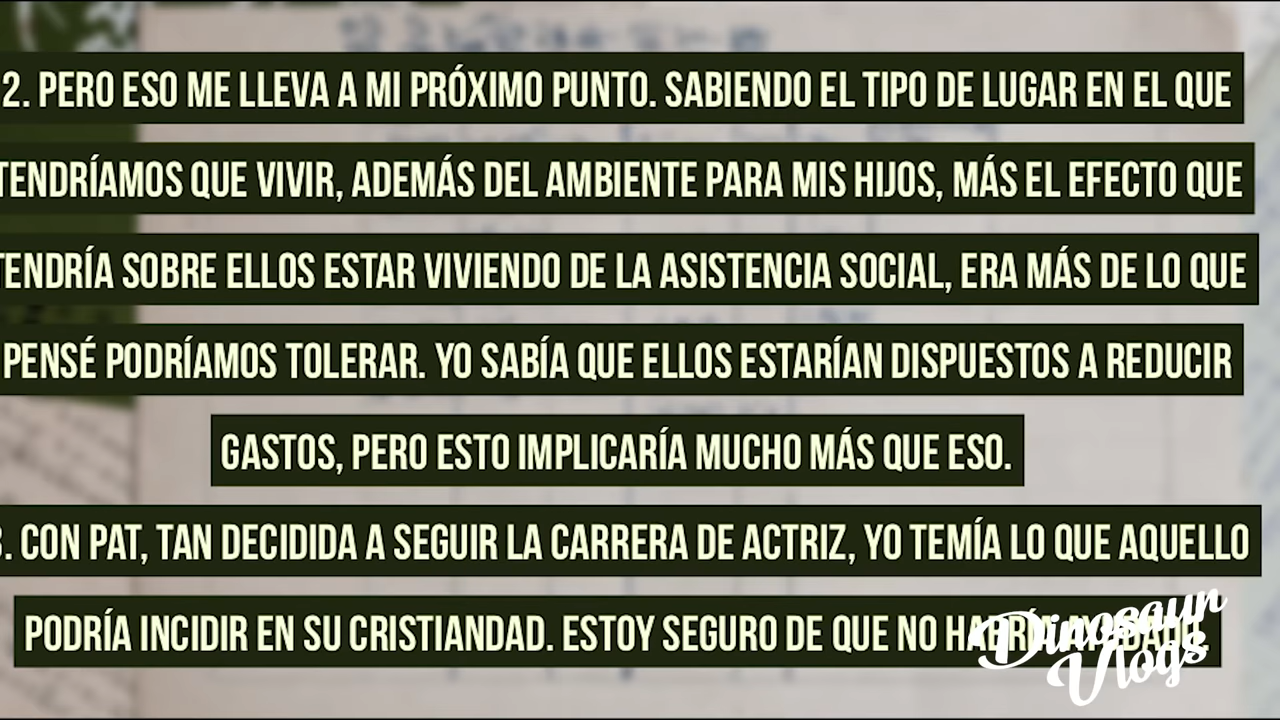 2. PERO ESO ME LLEVA A MI PRÓXIMO PUNTO. SABIENDO EL TIPO DE LUGAR EN EL QUE
TENDRÍAMOS QUE VIVIR, ADEMÁS DEL AMBIENTE PARA MIS HIJOS, MÁS EL EFECTO QUE
TENDRÍA SOBRE ELLOS ESTAR VIVIENDO DE LA ASISTENCIA SOCIAL, ERA MÁS DE LO QUE
PENSÉ PODRÍAMOS TOLERAR. YO SABÍA QUE ELLOS ESTARÍAN DISPUESTOS A REDUCIR
GASTOS, PERO ESTO IMPLICARÍA MUCHO MÁS QUE ESO.
3. CON PAT, TAN DECIDIDA A SEGUIR LA CARRERA DE ACTRIZ, YO TEMÍA LO QUE AQUELLO
PODRÍA INCIDIR EN SU CRISTIANDAD. ESTOY SEGURO DE QUE NO HABRÍA AYUDADO.
Dinosaur
Vlogs